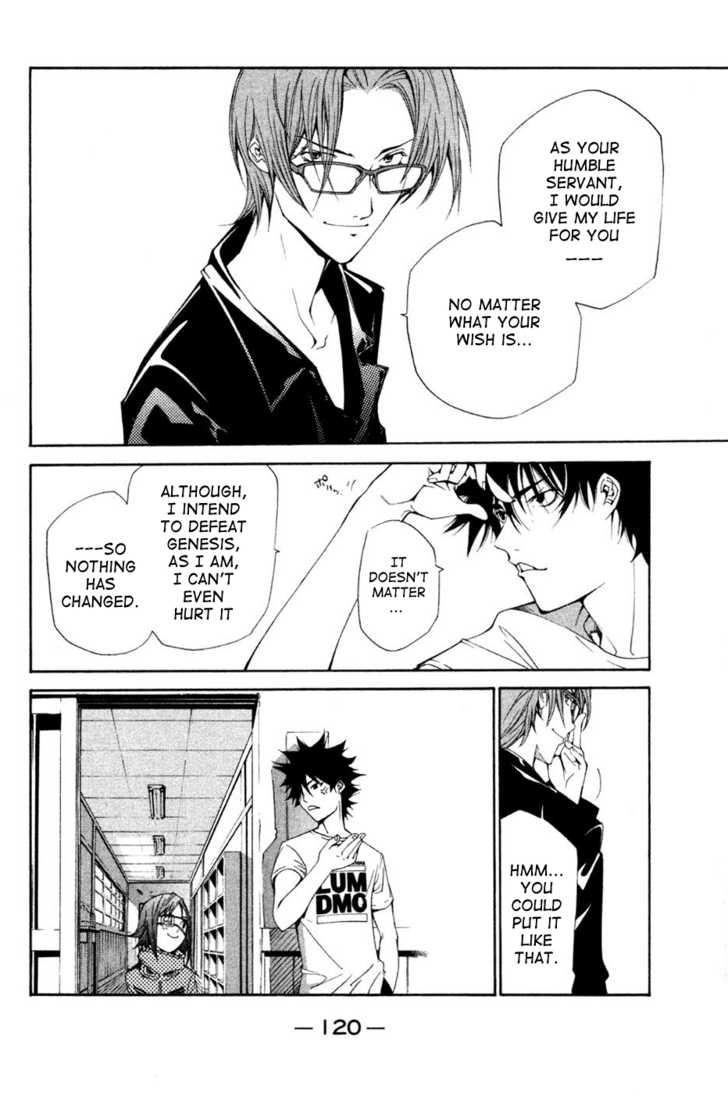 AS YOUR
HUMBLE
SERVANT,
I WOULD
GIVE MY LIFE
FOR YOU
---
NO MATTER
WHAT YOUR
WISH IS...
IT
DOESN'T
MATTER
...
ALTHOUGH,
I INTEND
TO DEFEAT
GENESIS,
AS I AM,
I CAN'T
EVEN
HURT IT
---SO
NOTHING
HAS
CHANGED.
HMM...
YOU
COULD
PUT IT
LIKE
THAT.
LUM
DMO
— 120 —